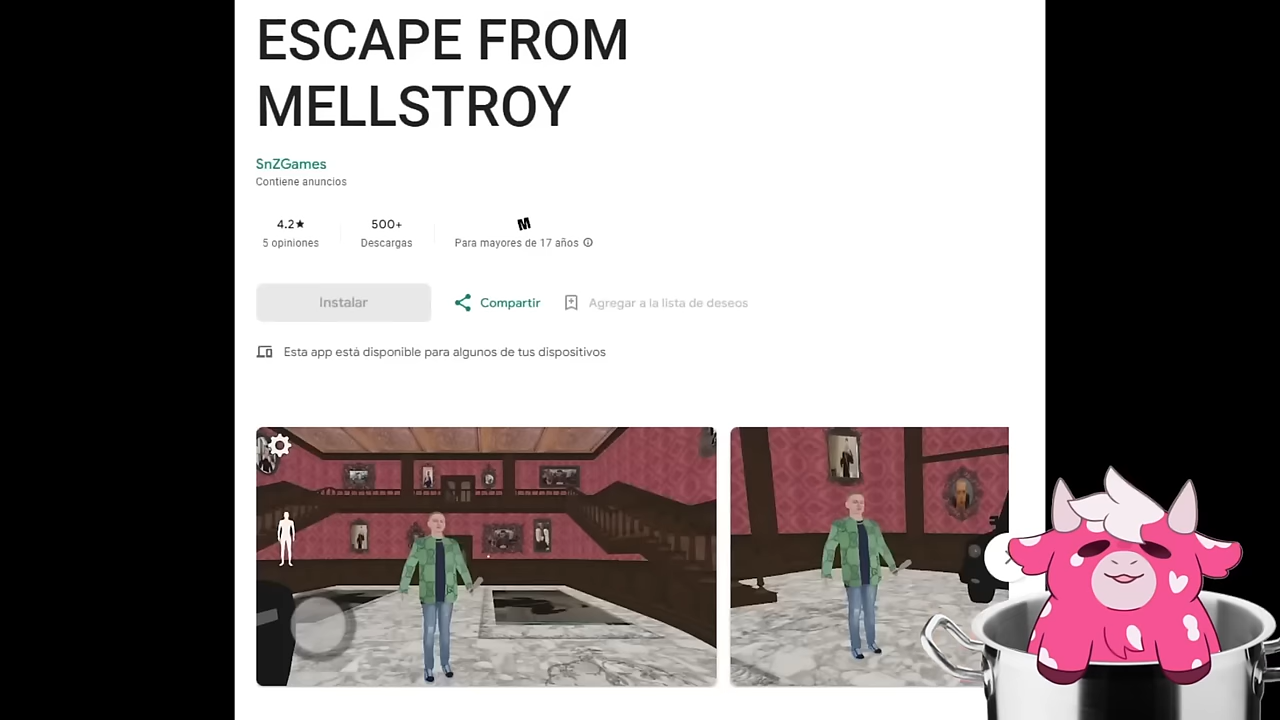 ESCAPE FROM
MELLSTROY
SnZGames
Contiene anuncios
4.2★
5 opiniones
500+
Descargas
M
Para mayores de 17 años
Instalar
Compartir
Agregar a la lista de deseos
Esta app está disponible para algunos de tus dispositivos